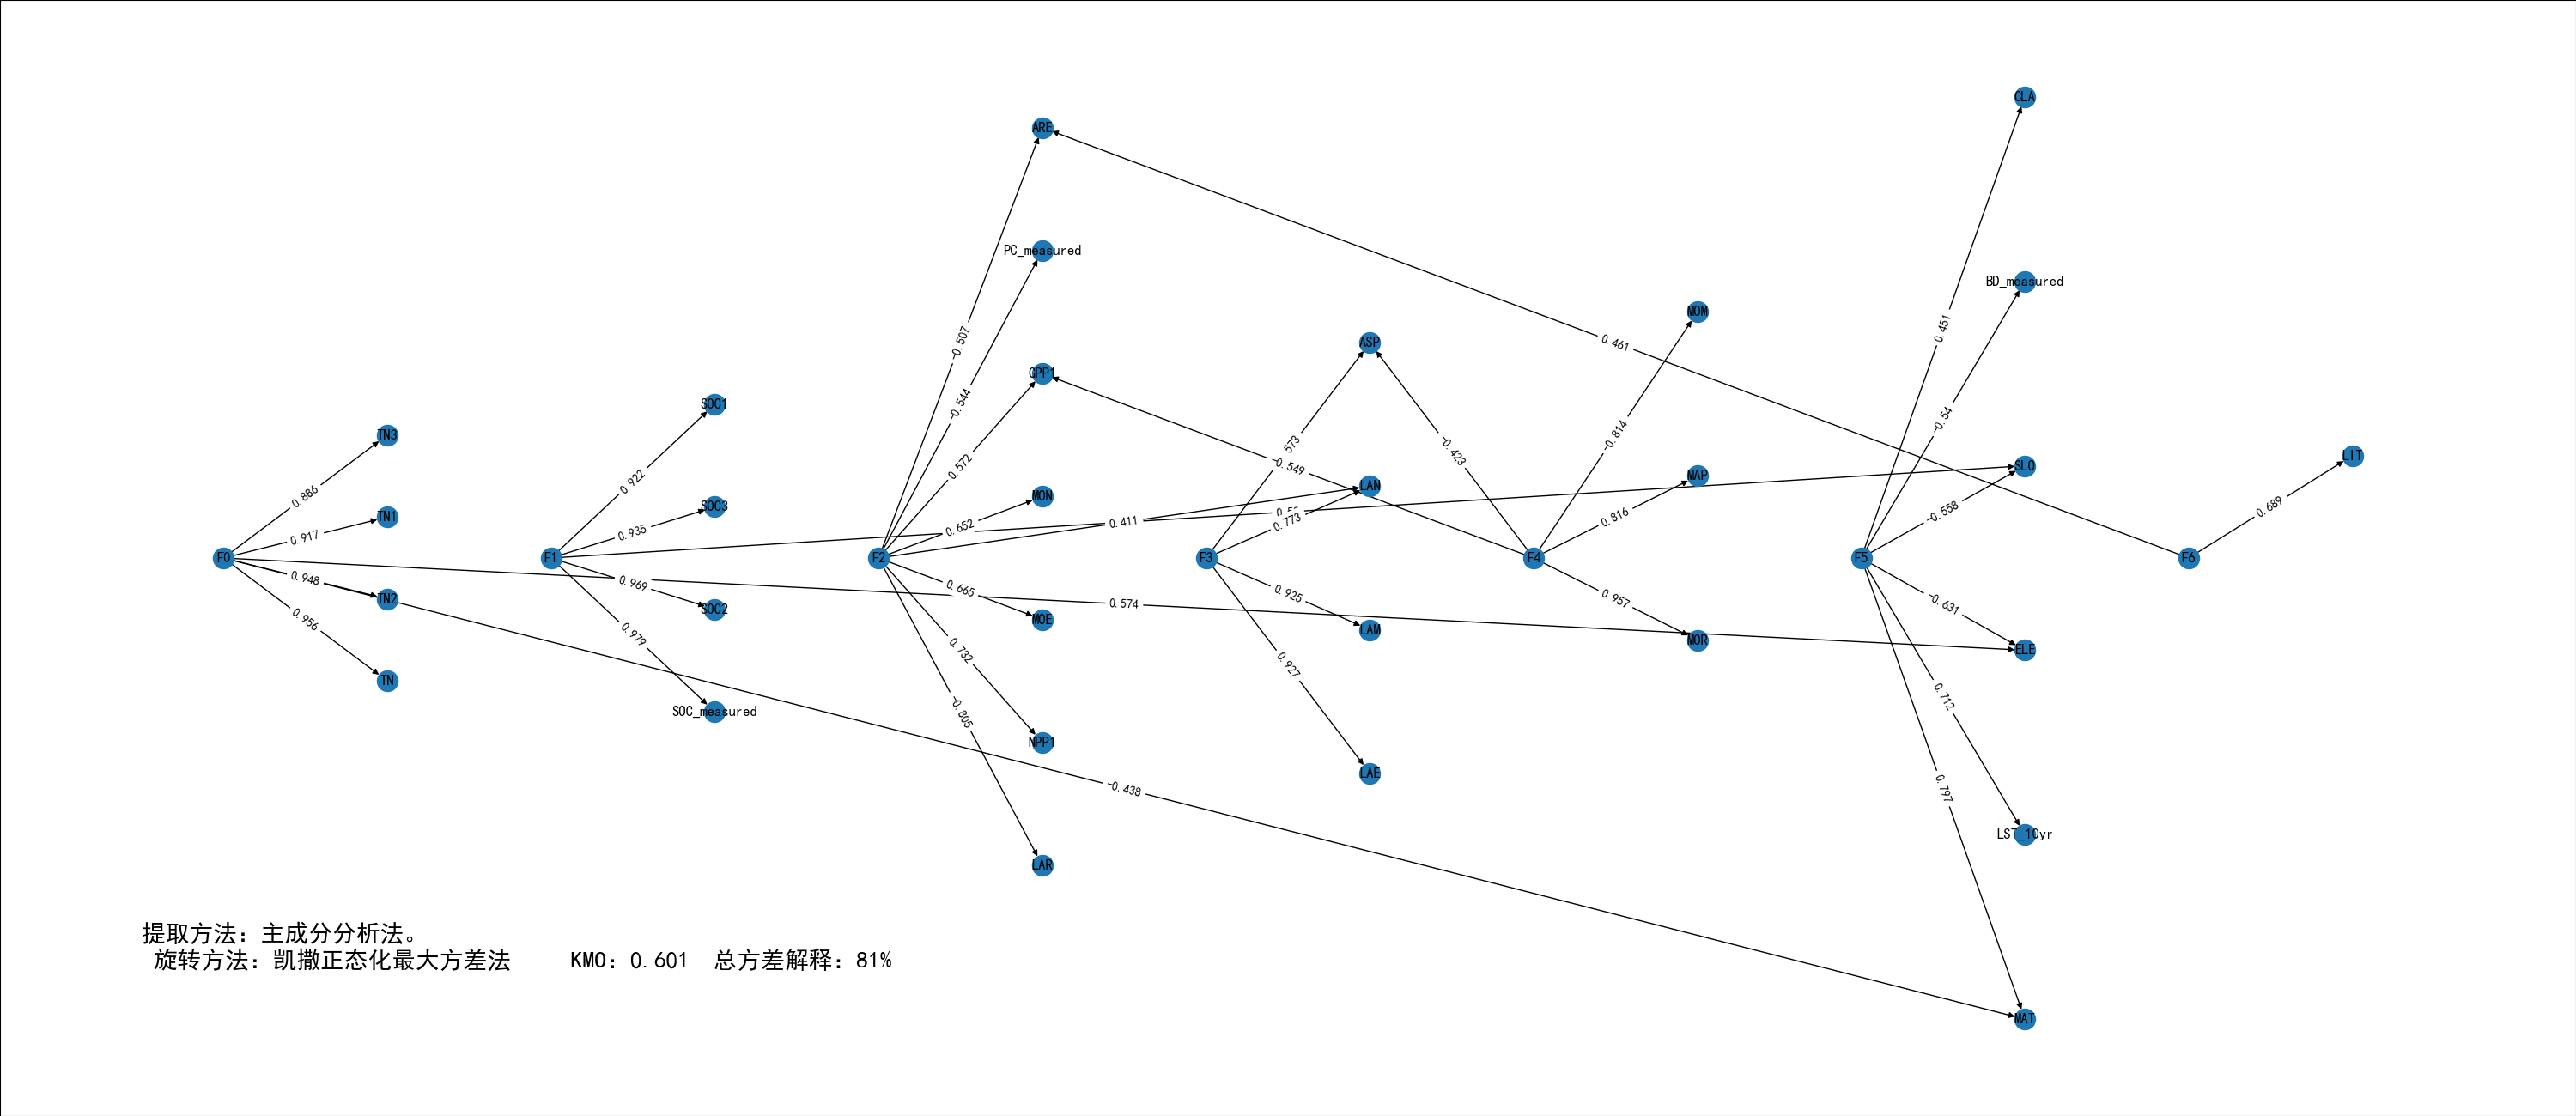 CLA
ARE
PC_measured
BD_measured
MOM
0.451
-0.507
0.461
ASP
GPP1
-0.544
SOC1
-0.54
TN3
-0.814
573
-0.423
LIT
SLO
0.572
-0.549
MAP
0.922
LAN
0.886
MON
SOC3
0.689
-0.558
TN1
0.816
0.411
0.773
0.652
0.935
0.917
F0
F1
F2
F3
F4
F5
F6
0.948
0.969
0.665
0.925
0.957
TN2
0.574
-0.631
SOC2
0.956
MOE
LAM
0.979
MOR
ELE
0.732
0.927
TN
0.712
SOC_measured
-0.805
NPP1
LAE
-0.438
0.797
LST_10yr
LAR
提取方法: 主成分分析法。
旋转方法: 凯撒正态化最大方差法 KMO: 0.601 总方差解释: 81%
MAT